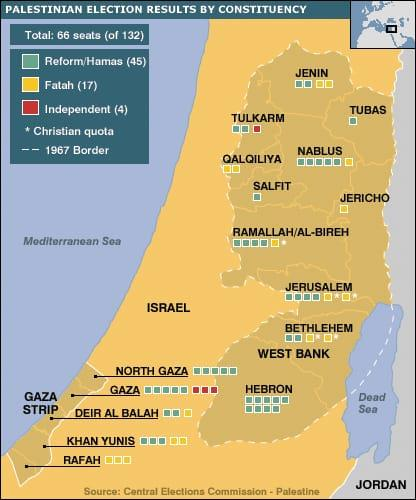 PALESTINIAN ELECTION RESULTS BY CONSTITUENCY
Total: 66 seats (of 132)
Reform/Hamas (45)
Fatah (17)
Independent (4)
* Christian quota
1967 Border
JENIN
TUBAS
TULKARM
NABLUS
QALQILIYA
SALFIT
JERICHO
RAMALLAH/AL-BIREH
*
Mediterranean Sea
JERUSALEM
* *
ISRAEL
BETHLEHEM
* *
WEST BANK
NORTH GAZA
GAZA
HEBRON
GAZA
STRIP
DEIR AL BALAH
Dead
Sea
KHAN YUNIS
RAFAH
JORDAN
Source: Central Elections Commission - Palestine